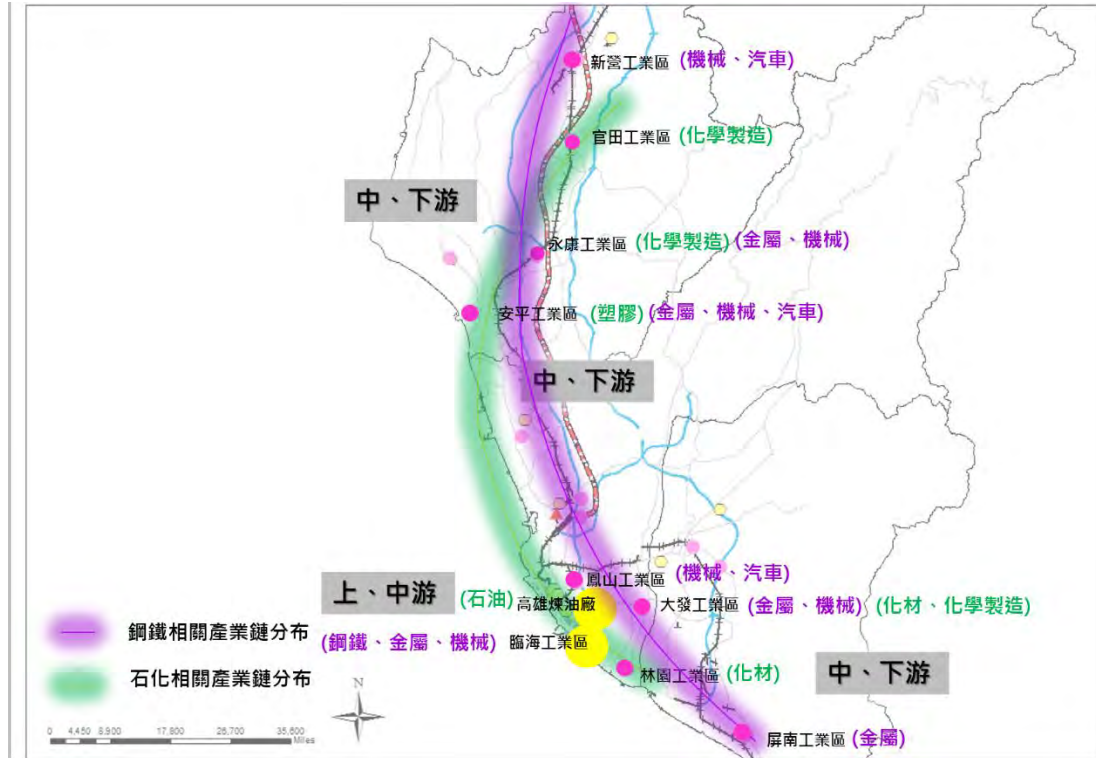 新營工業區 (機械、汽車)
官田工業區 (化學製造)
中、下游
永康工業區 (化學製造) (金屬、機械)
安平工業區 (塑膠) (金屬、機械、汽車)
中、下游
鳳山工業區 (機械、汽車)
上、中游 (石油) 高雄煉油廠 大發工業區 (金屬、機械) (化材、化學製造)
鋼鐵相關產業鏈分布 (鋼鐵、金屬、機械) 臨海工業區
石化相關產業鏈分布 林園工業區 (化材) 中、下游
N
屏南工業區 (金屬)
0 4,450 8,900 17,800 26,700 35,600
Miles